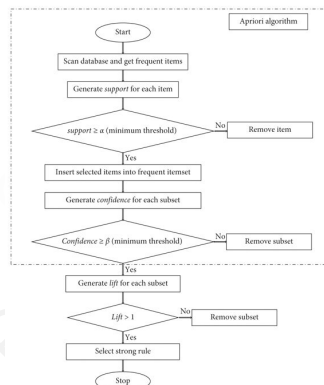 Apriori algorithm
Start
Scan database and get frequent items
Generate support for each item
support ≥ α (minimum threshold)
No
Remove item
Yes
Insert selected items into frequent itemset
Generate confidence for each subset
Confidence ≥ β (minimum threshold)
No
Remove subset
Yes
Generate lift for each subset
Lift > 1
No
Remove subset
Yes
Select strong rule
Stop